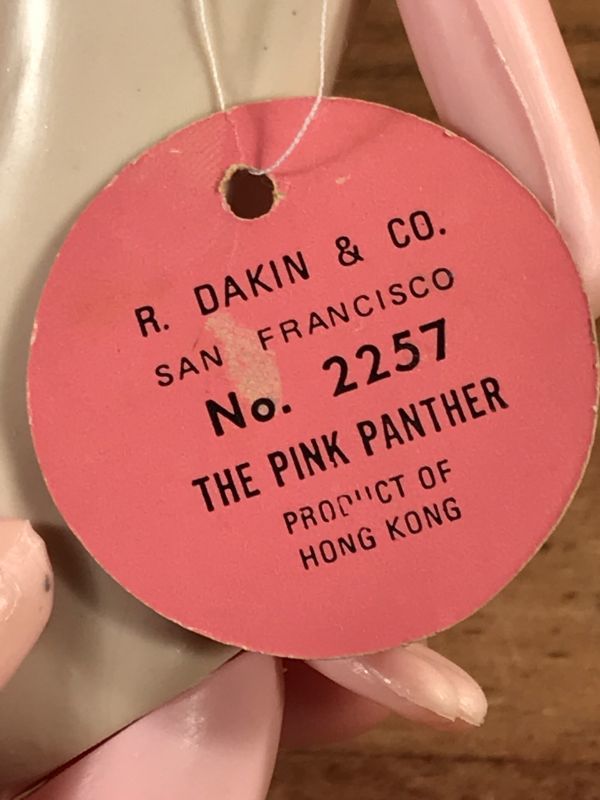 R. DAKIN & CO.
SAN FRANCISCO
No. 2257
THE PINK PANTHER
PRODUCT OF
HONG KONG